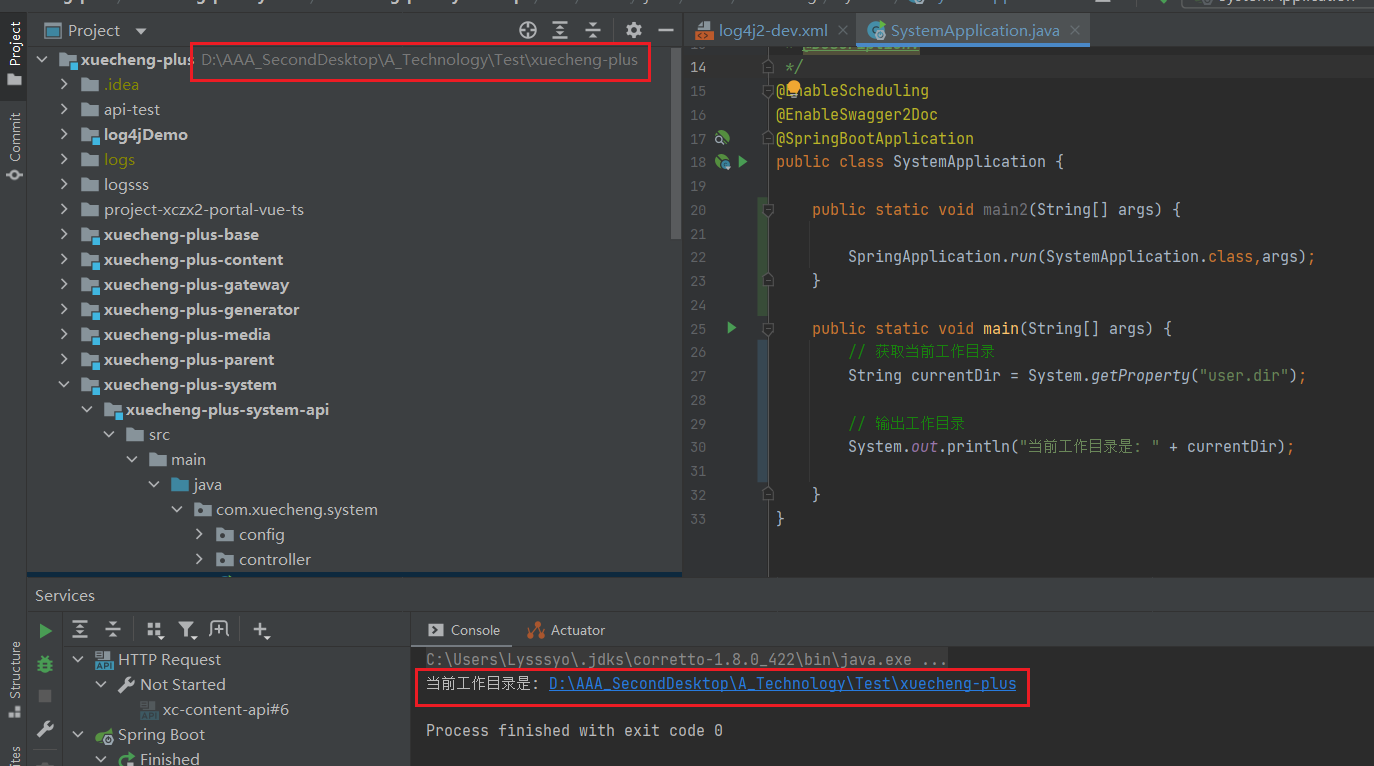 Project
log4j2-dev.xml
SystemApplication.java
xuecheng-plus D:\AAA_SecondDesktop\A_Technology\Test\xuecheng-plus
.idea
api-test
log4jDemo
logs
logsss
project-xczx2-portal-vue-ts
xuecheng-plus-base
xuecheng-plus-content
xuecheng-plus-gateway
xuecheng-plus-generator
xuecheng-plus-media
xuecheng-plus-parent
xuecheng-plus-system
xuecheng-plus-system-api
src
main
java
com.xuecheng.system
config
controller
Project
Commit
Structure
14 */
15 @EnableScheduling
16 @EnableSwagger2Doc
17 @SpringBootApplication
18 public class SystemApplication {
19
20 public static void main2(String[] args) {
21
22 SpringApplication.run(SystemApplication.class,args);
23 }
24
25 public static void main(String[] args) {
26 // 获取当前工作目录
27 String currentDir = System.getProperty("user.dir");
28
29 // 输出工作目录
30 System.out.println("当前工作目录是: " + currentDir);
31
32 }
33 }
Services
HTTP Request
Not Started
xc-content-api#6
Spring Boot
Finished
Console
Actuator
C:\Users\Lysssyo\.jdks\corretto-1.8.0_422\bin\java.exe ...
当前工作目录是: D:\AAA_SecondDesktop\A_Technology\Test\xuecheng-plus
Process finished with exit code 0